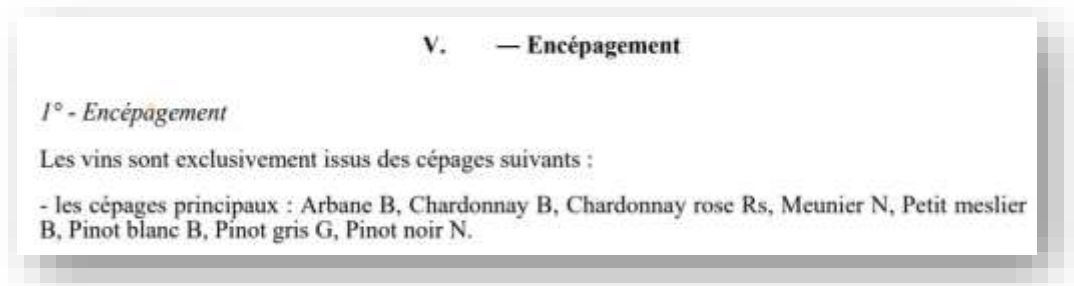 V. — Encépagement
1° - Encépagement
Les vins sont exclusivement issus des cépages suivants :
- les cépages principaux : Arbane B, Chardonnay B, Chardonnay rose Rs, Meunier N, Petit meslier
B, Pinot blanc B, Pinot gris G, Pinot noir N.